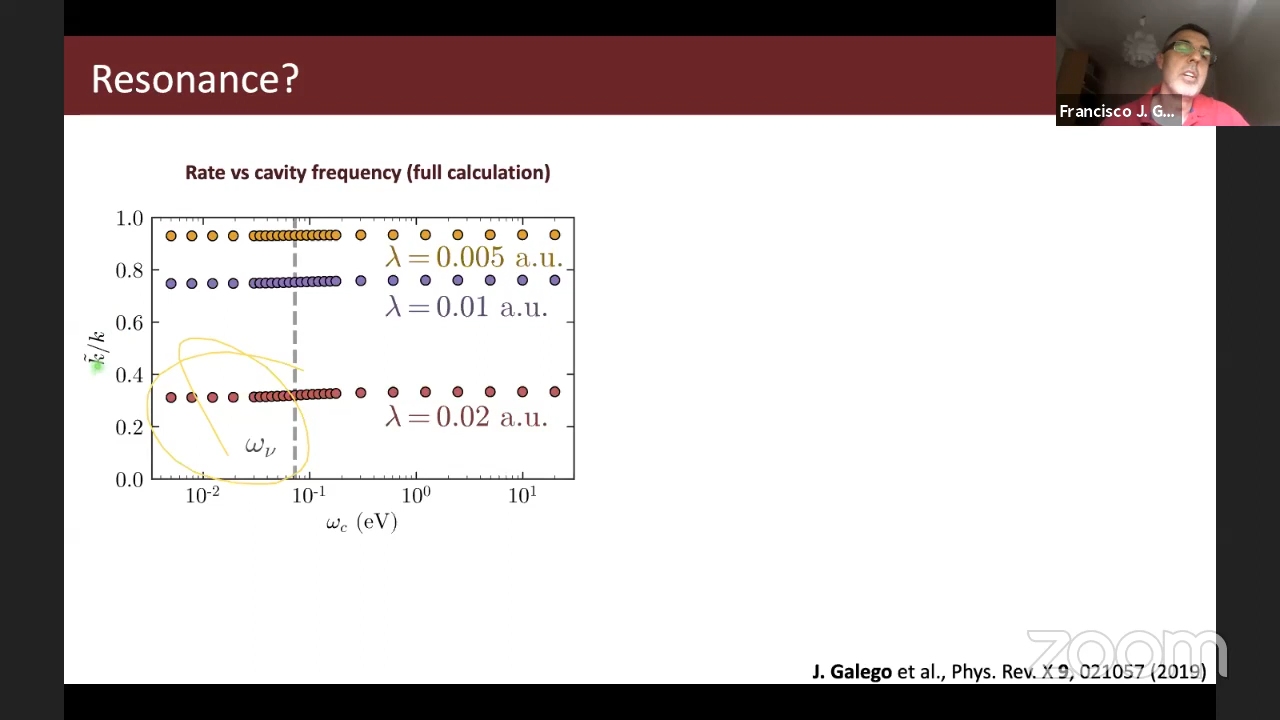 Resonance?
Francisco J. G...
Rate vs cavity frequency (full calculation)
1.0
0.8
0.6
0.4
0.2
0.0
k̃/k
λ = 0.005 a.u.
λ = 0.01 a.u.
λ = 0.02 a.u.
ω_ν
10⁻² 10⁻¹ 10⁰ 10¹
ω_c (eV)
zoom
J. Galego et al., Phys. Rev. X 9, 021057 (2019)